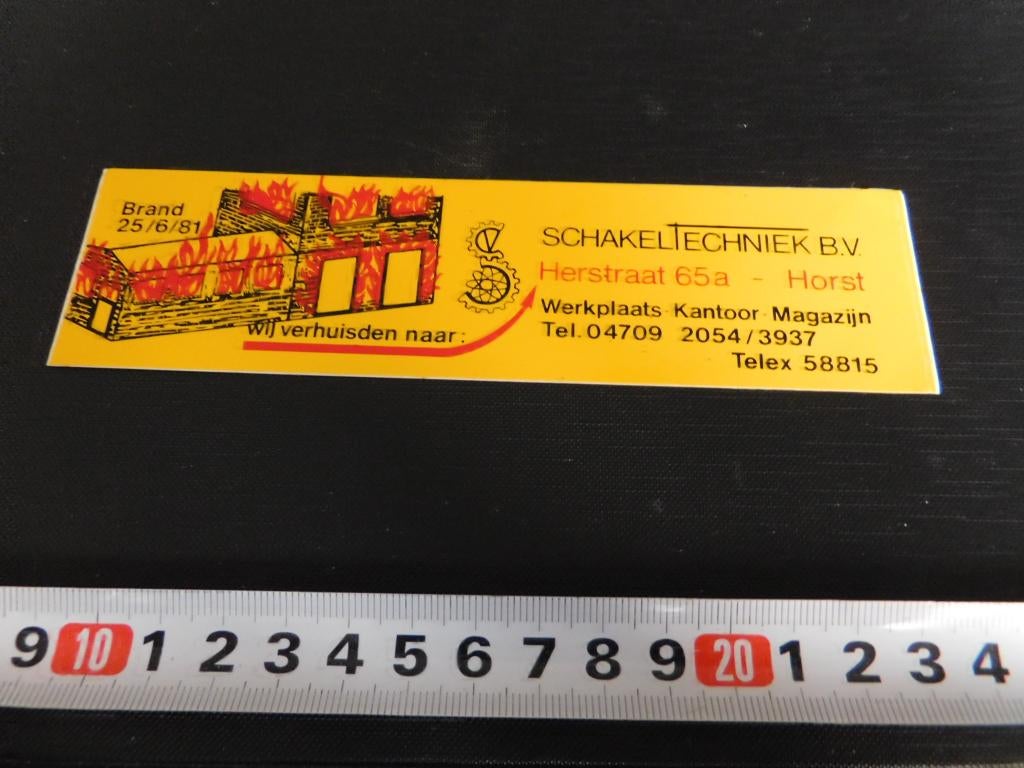 Brand
25/6/81
wij verhuisden naar:
SCHAKELTECHNIEK B.V.
Herstraat 65a - Horst
Werkplaats · Kantoor · Magazijn
Tel. 04709 2054/3937
Telex 58815
9 10 1 2 3 4 5 6 7 8 9 20 1 2 3 4